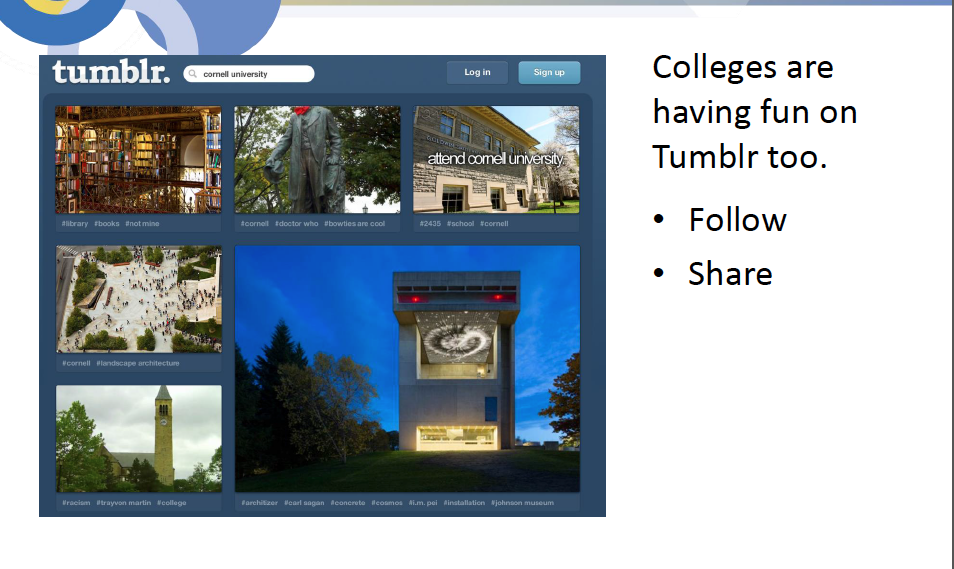 tumblr.
cornell university
Log in
Sign up
attend cornell university.
#library #books #not mine
#cornell #doctor who #bowties are cool
#2435 #school #cornell
#cornell #landscape architecture
#racism #trayvon martin #college
#architizer #carl sagan #concrete #cosmos #i.m. pei #installation #johnson museum
Colleges are
having fun on
Tumblr too.
• Follow
• Share